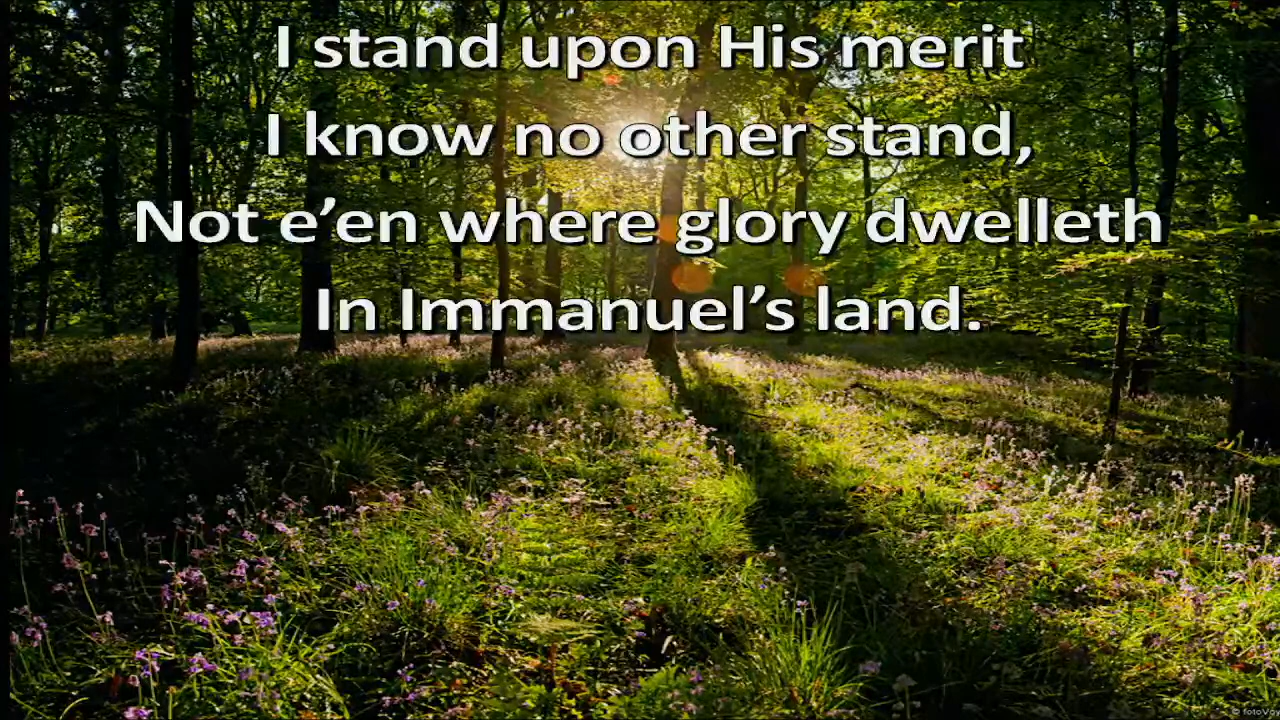 I stand upon His merit
I know no other stand,
Not e’en where glory dwelleth
In Immanuel’s land.